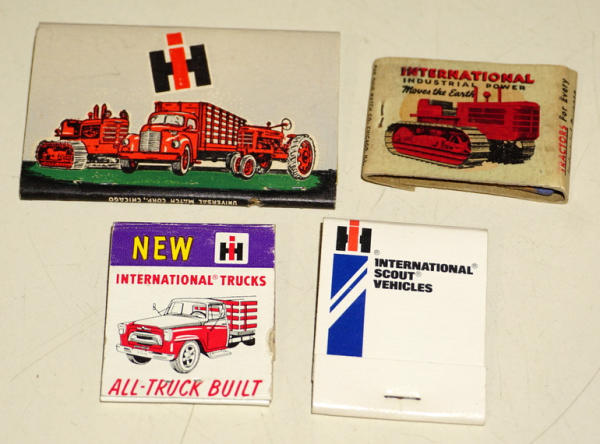 IH
UNIVERSAL MATCH CORP., CHICAGO
INTERNATIONAL
INDUSTRIAL POWER
Moves the Earth
TRACTORS For Every
NEW
IH
INTERNATIONAL® TRUCKS
ALL-TRUCK BUILT
IH®
INTERNATIONAL®
SCOUT®
VEHICLES